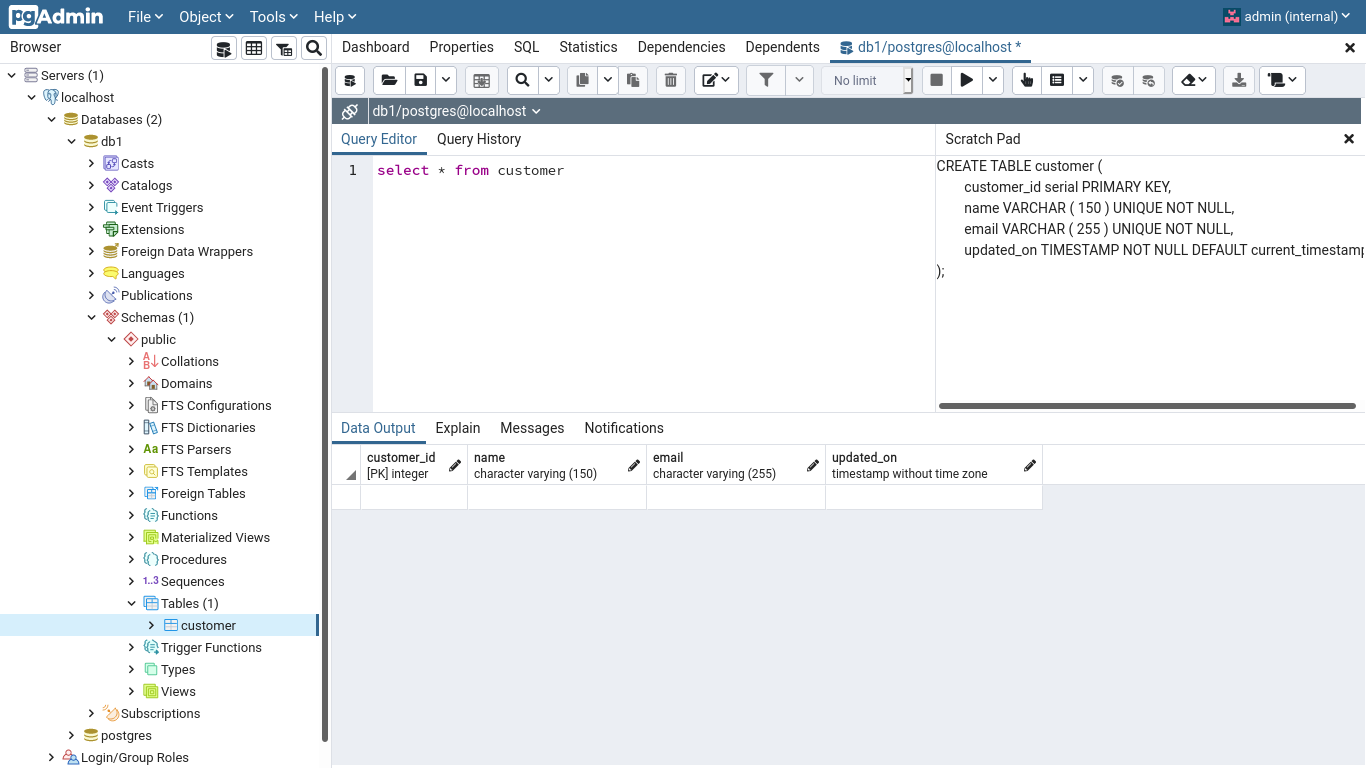 pgAdmin File Object Tools Help admin (internal)
Browser
Dashboard Properties SQL Statistics Dependencies Dependents db1/postgres@localhost *
No limit
db1/postgres@localhost
Servers (1)
localhost
Databases (2)
db1
Casts
Catalogs
Event Triggers
Extensions
Foreign Data Wrappers
Languages
Publications
Schemas (1)
public
Collations
Domains
FTS Configurations
FTS Dictionaries
Aa FTS Parsers
FTS Templates
Foreign Tables
Functions
Materialized Views
Procedures
1..3 Sequences
Tables (1)
customer
Trigger Functions
Types
Views
Subscriptions
postgres
Login/Group Roles
Query Editor Query History
1 select * from customer
Scratch Pad
CREATE TABLE customer (
customer_id serial PRIMARY KEY,
name VARCHAR ( 150 ) UNIQUE NOT NULL,
email VARCHAR ( 255 ) UNIQUE NOT NULL,
updated_on TIMESTAMP NOT NULL DEFAULT current_timestamp
);
Data Output Explain Messages Notifications
customer_id name email updated_on
[PK] integer character varying (150) character varying (255) timestamp without time zone